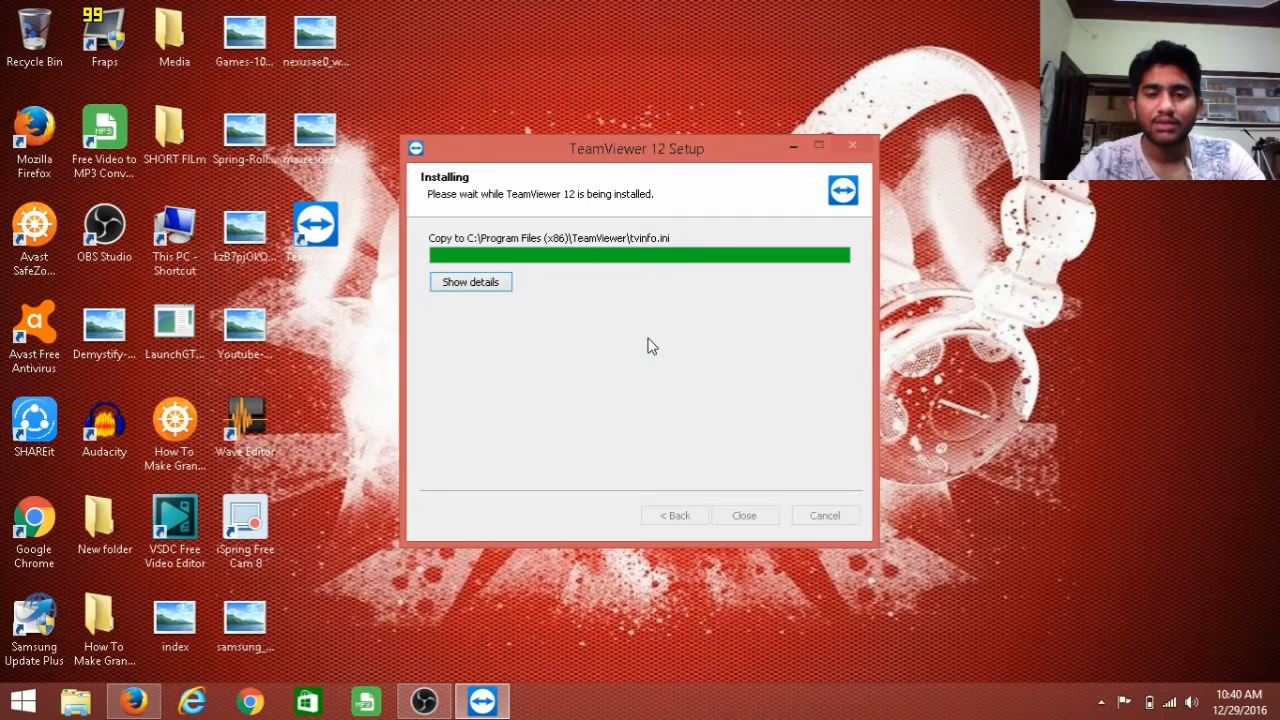 99
Recycle Bin
Fraps
Media
Games-10...
nexusae0_w...
Mozilla
Firefox
Free Video to
MP3 Conv...
SHORT FILm
Spring-Roll...
Avast
SafeZo...
OBS Studio
This PC -
Shortcut
kzB7pjOkQ...
Avast Free
Antivirus
Demystify-...
LaunchGT...
Youtube-...
SHAREit
Audacity
How To
Make Gran...
Wave Editor
Google
Chrome
New folder
VSDC Free
Video Editor
iSpring Free
Cam 8
Samsung
Update Plus
How To
Make Gran...
index
samsung_...
TeamViewer 12 Setup
Installing
Please wait while TeamViewer 12 is being installed.
Copy to C:\Program Files (x86)\TeamViewer\tvinfo.ini
Show details
< Back
Close
Cancel
MP3
10:40 AM
12/29/2016